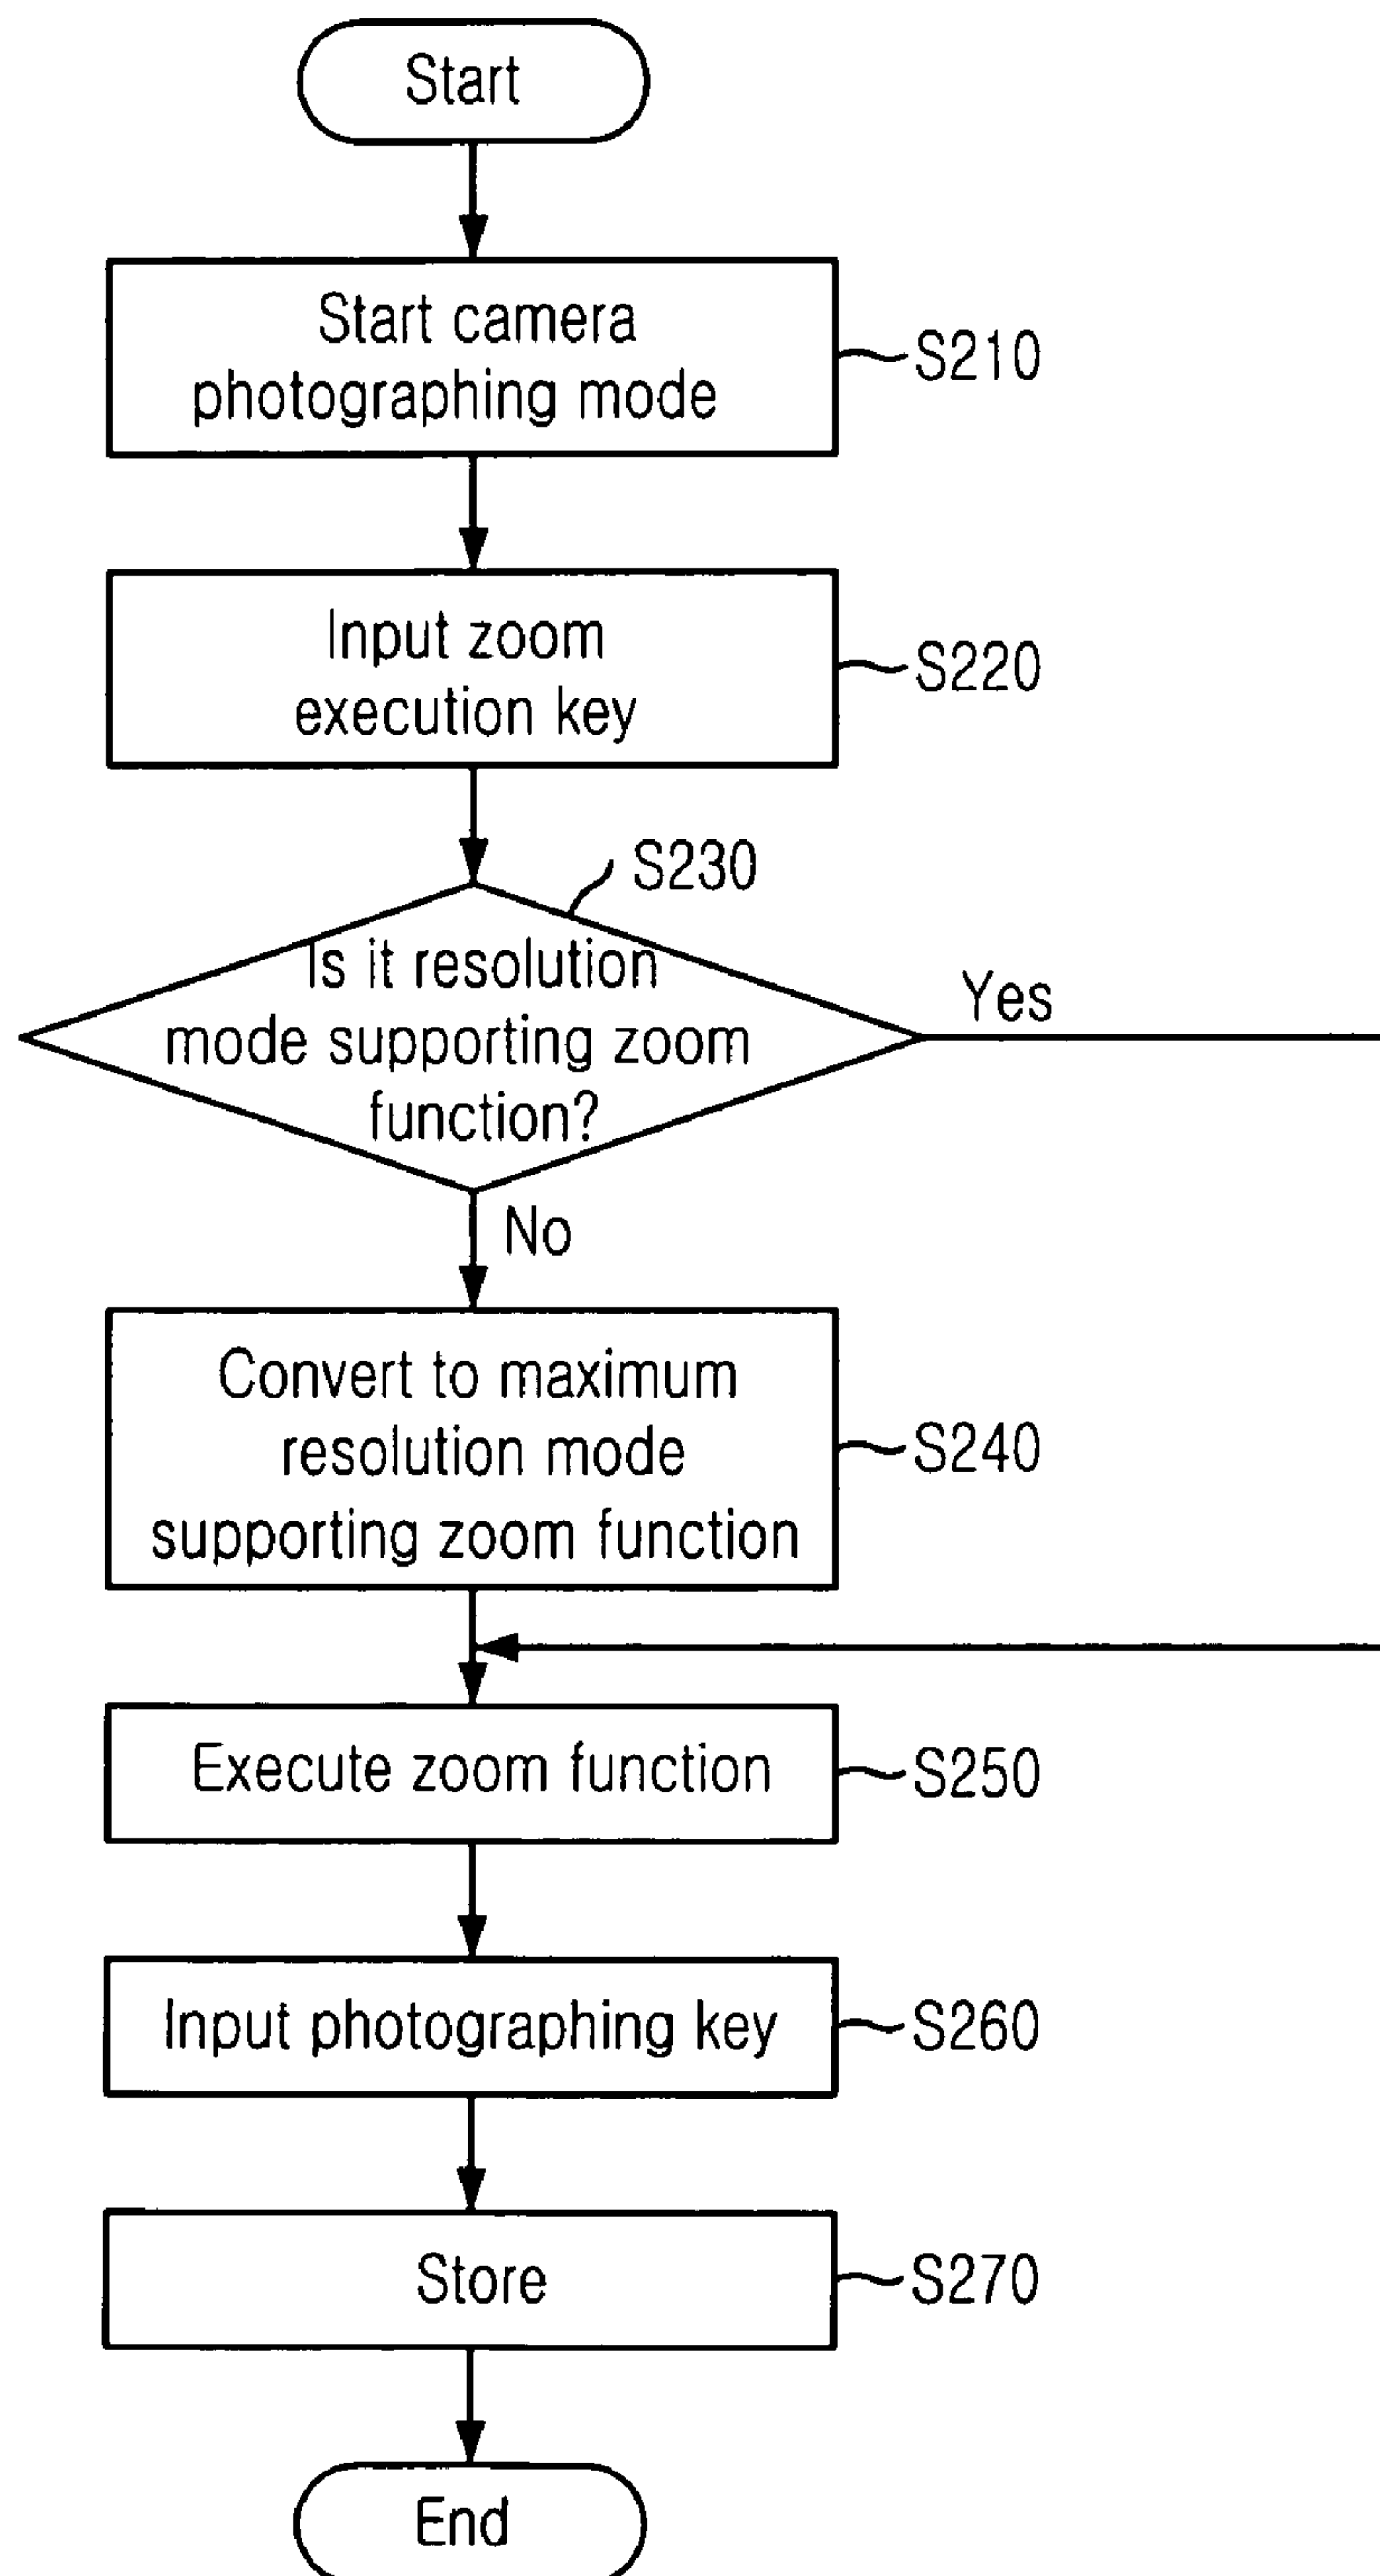 Start
Start camera
photographing mode
S210
Input zoom
execution key
S220
S230
Is it resolution
mode supporting zoom
function?
Yes
No
Convert to maximum
resolution mode
supporting zoom function
S240
Execute zoom function
S250
Input photographing key
S260
Store
S270
End